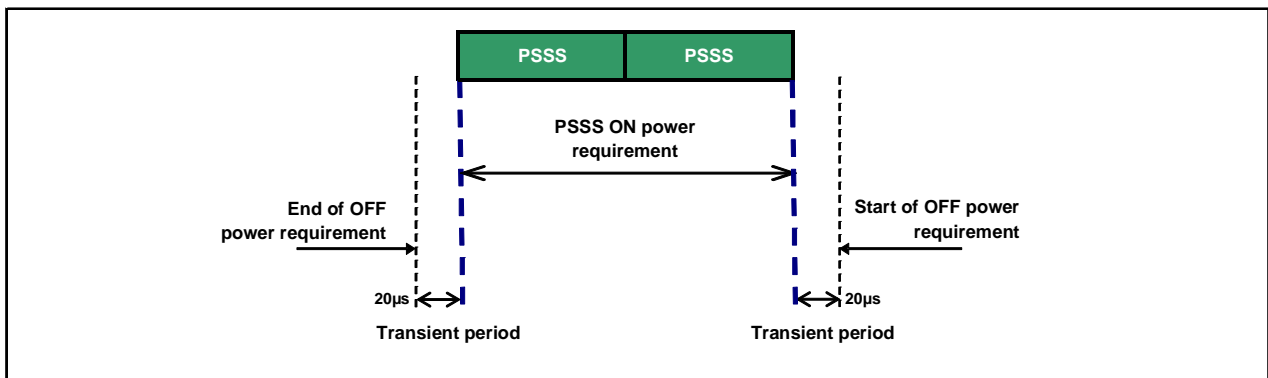 PSSS PSSS
PSSS ON power
requirement
End of OFF
power requirement
Start of OFF power
requirement
20µs
20µs
Transient period
Transient period